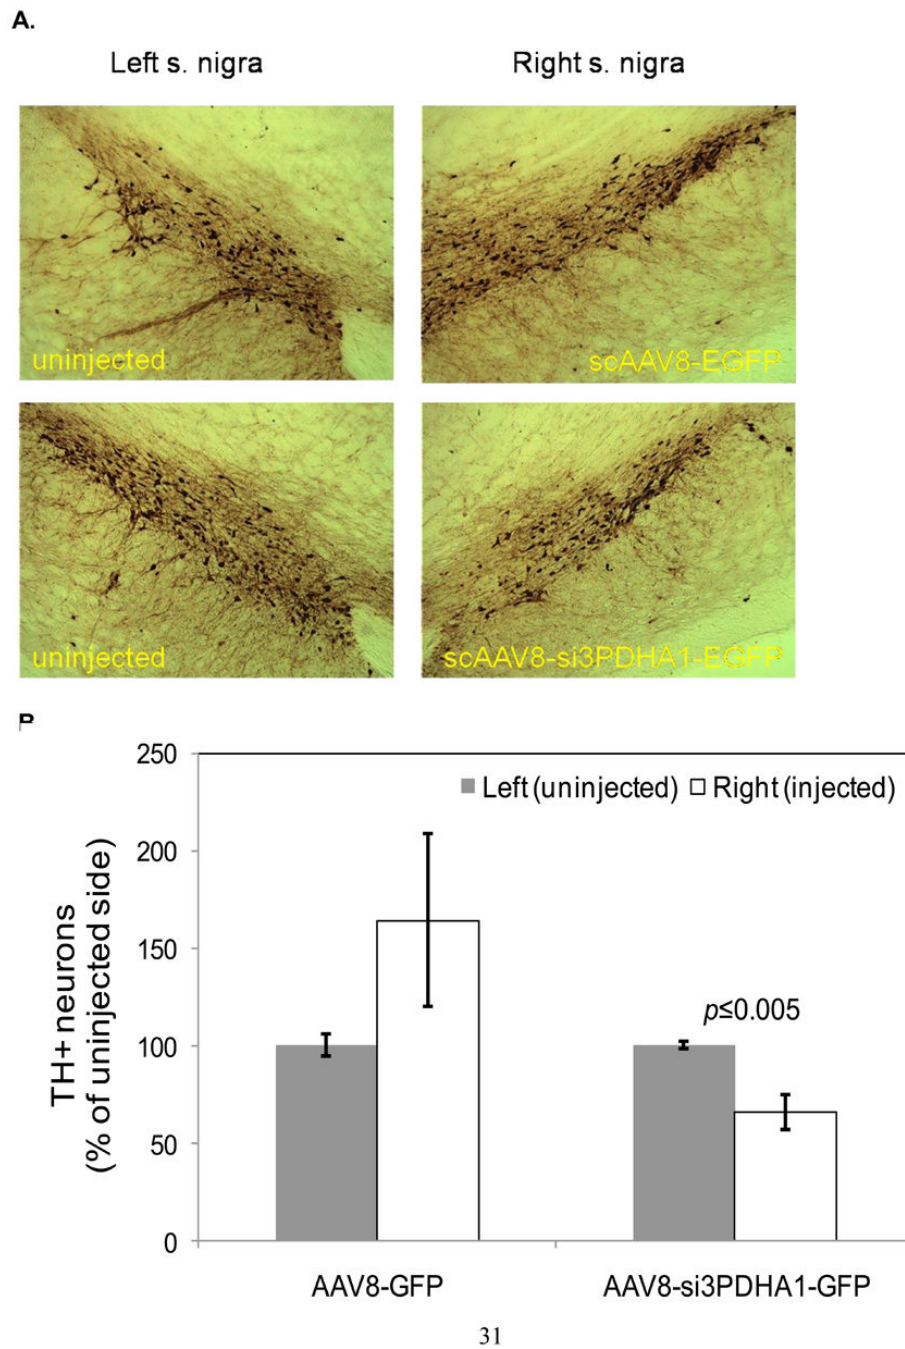 A.
Left s. nigra Right s. nigra
uninjected scAAV8-EGFP
uninjected scAAV8-si3PDHA1-EGFP
B
250
Left (uninjected) Right (injected)
200
150
p≤0.005
100
50
0
TH+ neurons
(% of uninjected side)
AAV8-GFP AAV8-si3PDHA1-GFP
31